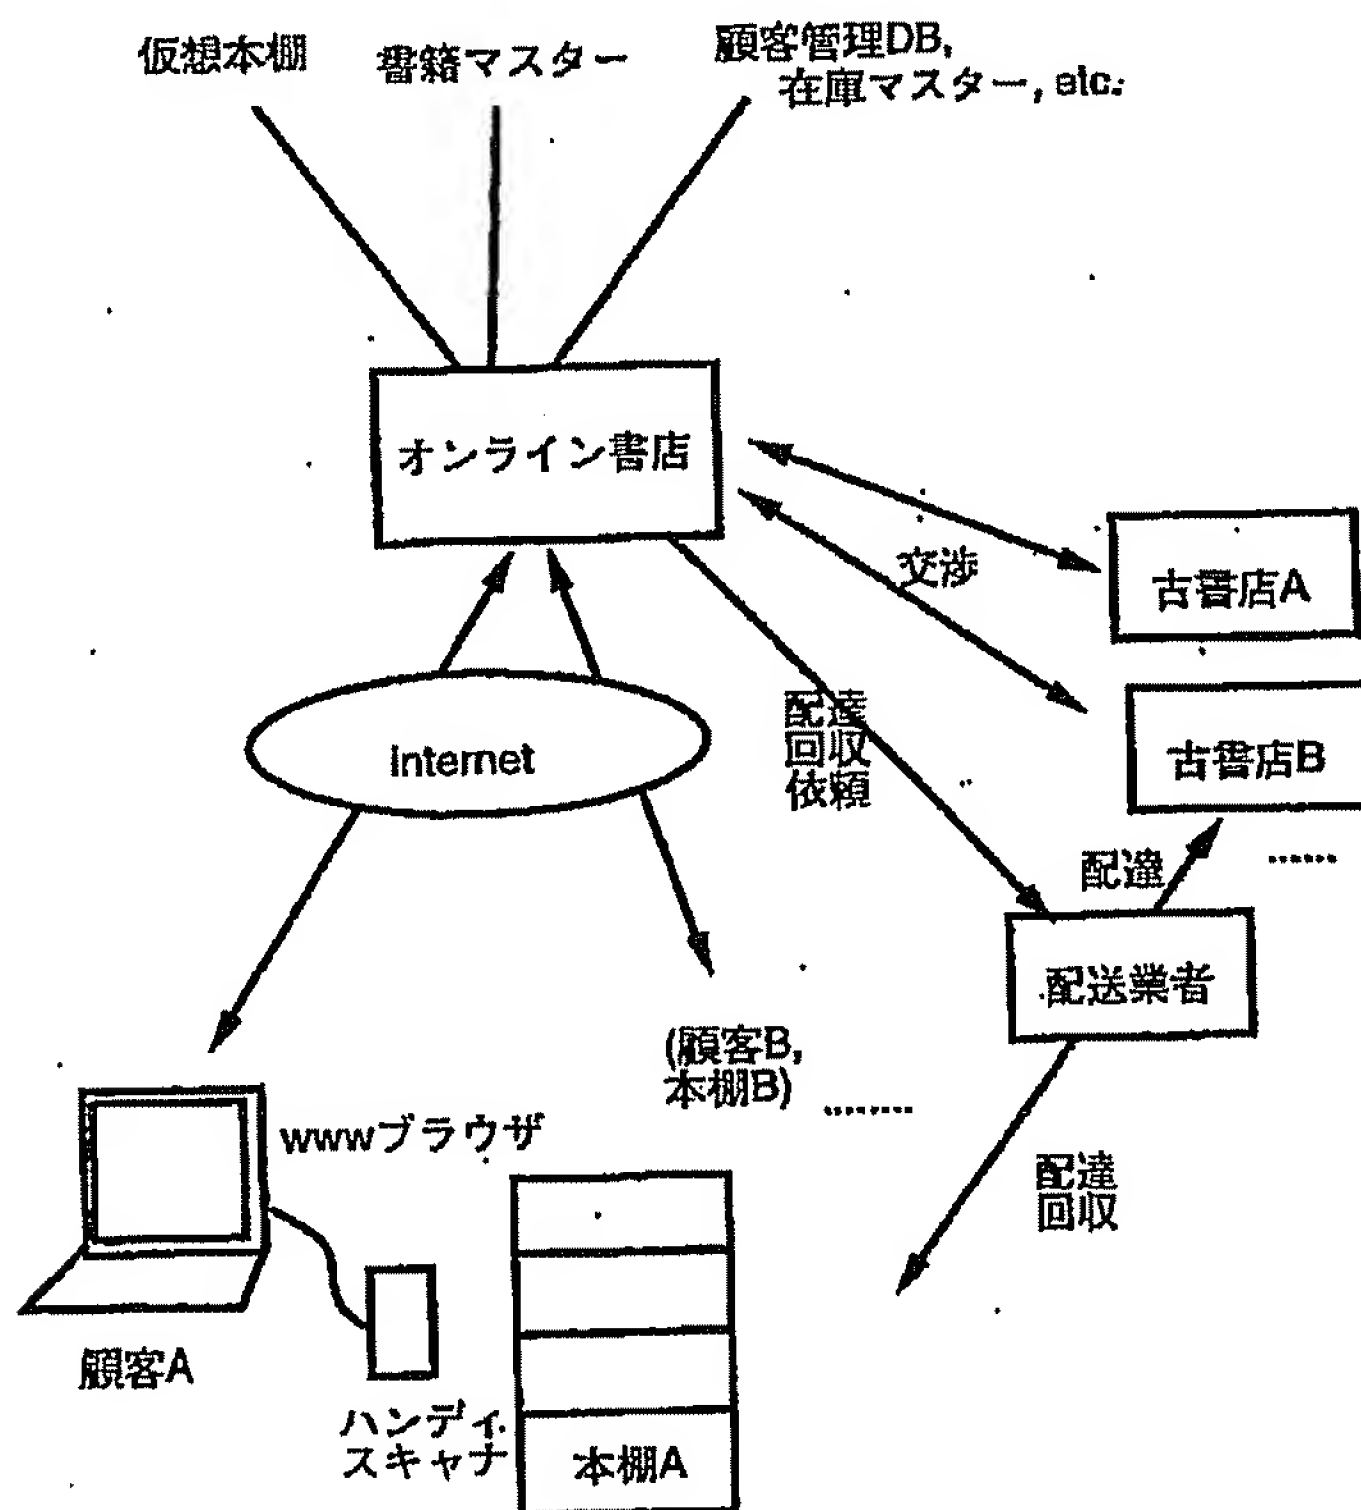 仮想本棚
書籍マスター
顧客管理DB,
在庫マスター, etc.
オンライン書店
交渉
古書店A
Internet
配達
回収
依頼
古書店B
配達
配送業者
(顧客B,
本棚B)
wwwブラウザ
配達
回収
顧客A
ハンディ
スキャナ
本棚A